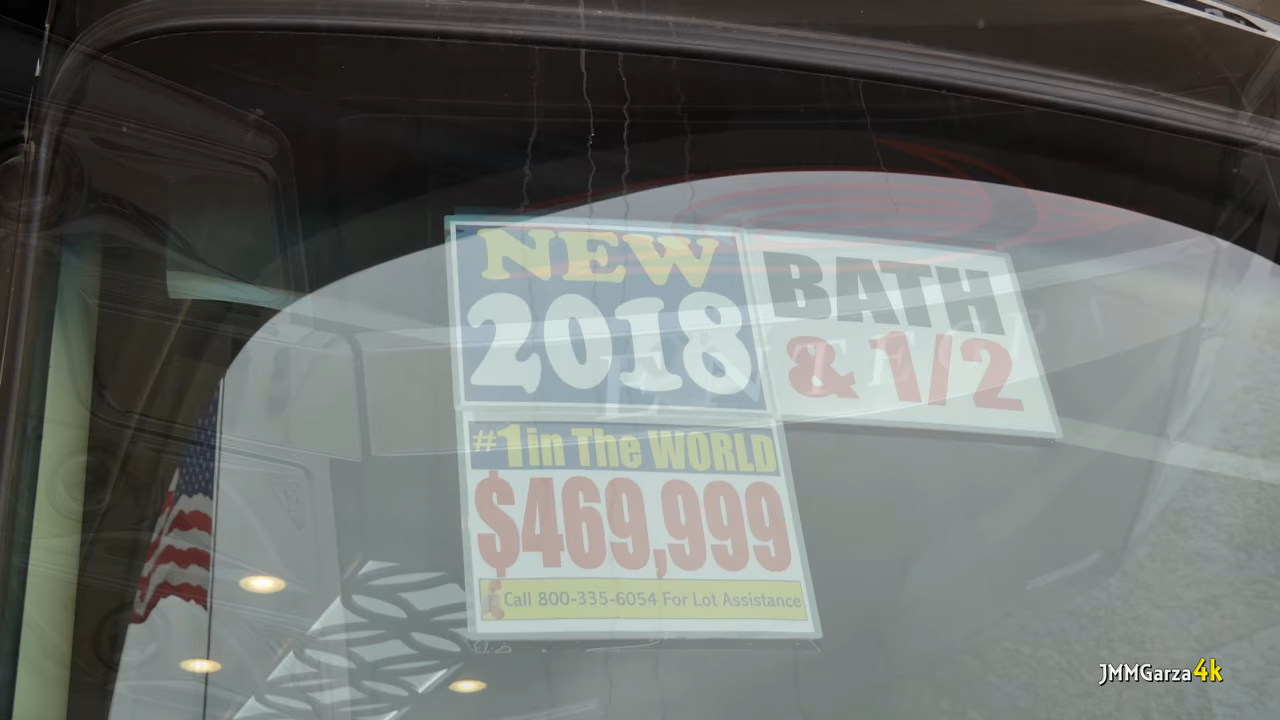 NEW
2018
BATH
& 1/2
#1 in The WORLD
$469,999
Call 800-335-6054 For Lot Assistance
JMMGarza4k